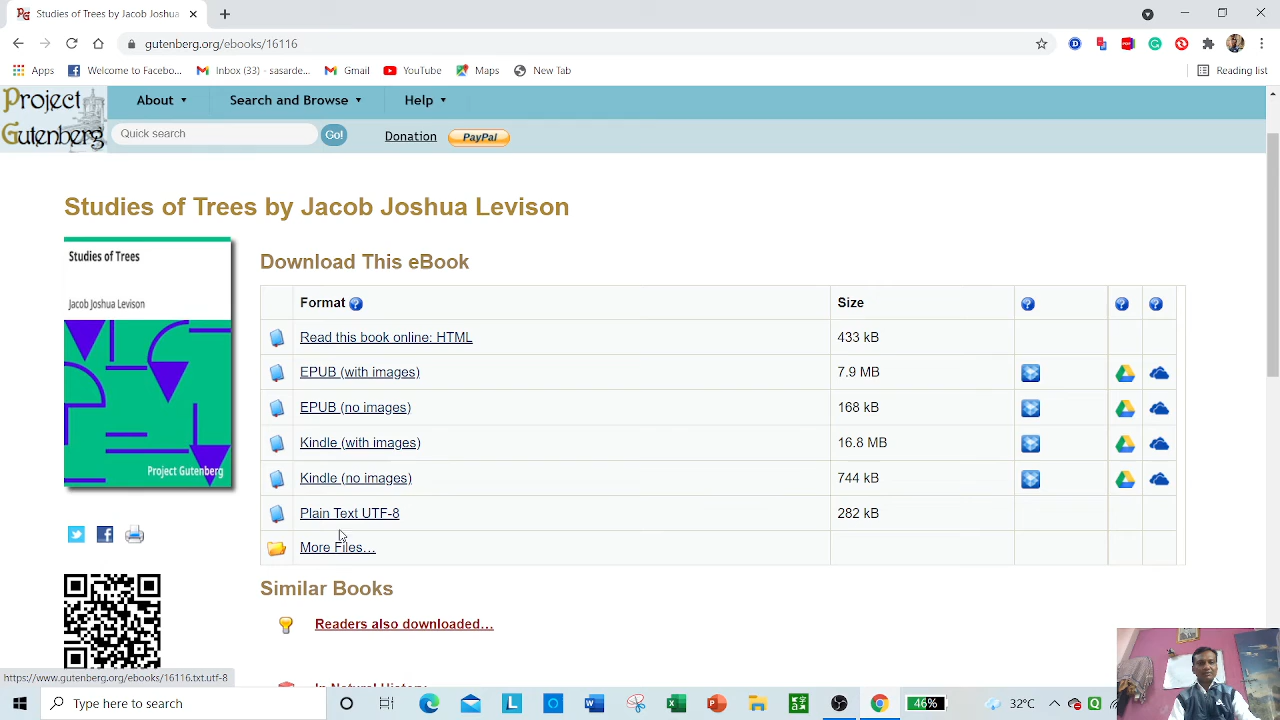 Studies of Trees by Jacob Joshua
gutenberg.org/ebooks/16116
Apps
Welcome to Facebo...
Inbox (33) - sasarde...
Gmail
YouTube
Maps
New Tab
Reading list
Project
Gutenberg
About ▾
Search and Browse ▾
Help ▾
Quick search
Go!
Donation
PayPal
Studies of Trees by Jacob Joshua Levison
Studies of Trees
Jacob Joshua Levison
Project Gutenberg
Download This eBook
Format ?
Size
?
?
?
Read this book online: HTML
433 kB
EPUB (with images)
7.9 MB
EPUB (no images)
168 kB
Kindle (with images)
16.8 MB
Kindle (no images)
744 kB
Plain Text UTF-8
282 kB
More Files…
Similar Books
Readers also downloaded…
In Natural History
https://www.gutenberg.org/ebooks/16116.txt.utf-8
Type here to search
46%
32°C